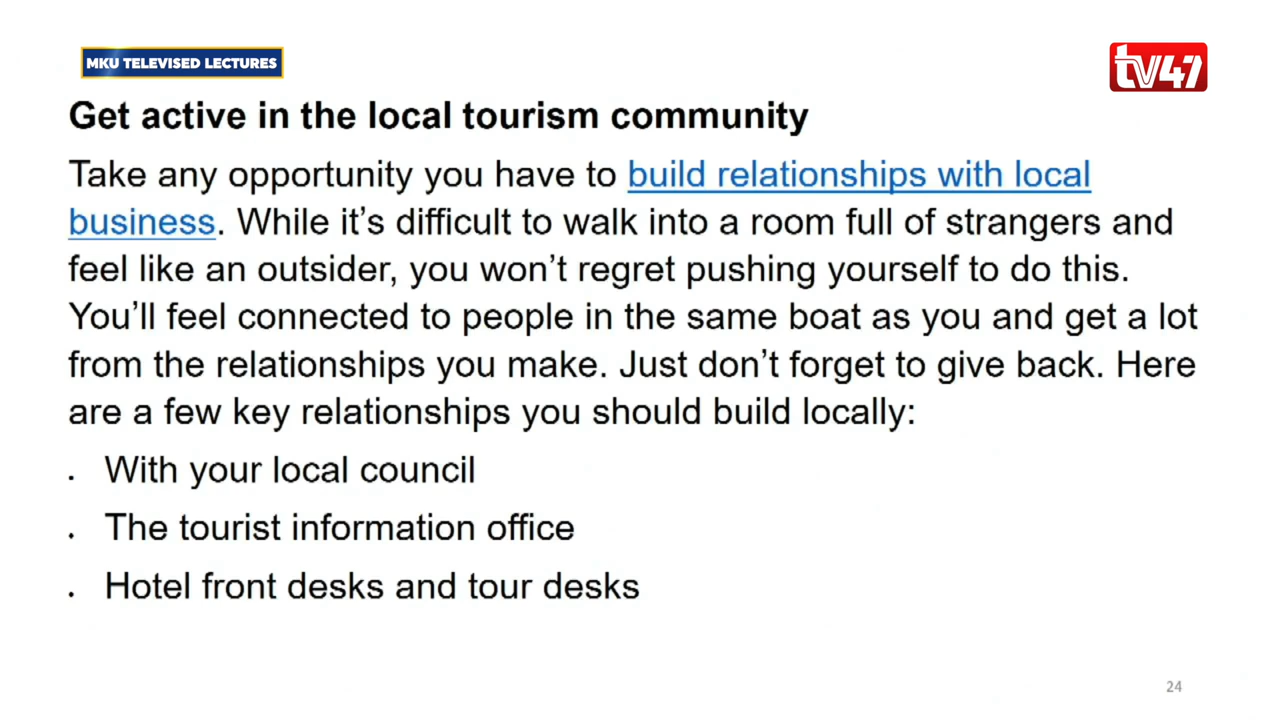 MKU TELEVISED LECTURES
tv47
Get active in the local tourism community
Take any opportunity you have to build relationships with local
business. While it’s difficult to walk into a room full of strangers and
feel like an outsider, you won’t regret pushing yourself to do this.
You’ll feel connected to people in the same boat as you and get a lot
from the relationships you make. Just don’t forget to give back. Here
are a few key relationships you should build locally:
• With your local council
• The tourist information office
• Hotel front desks and tour desks
24